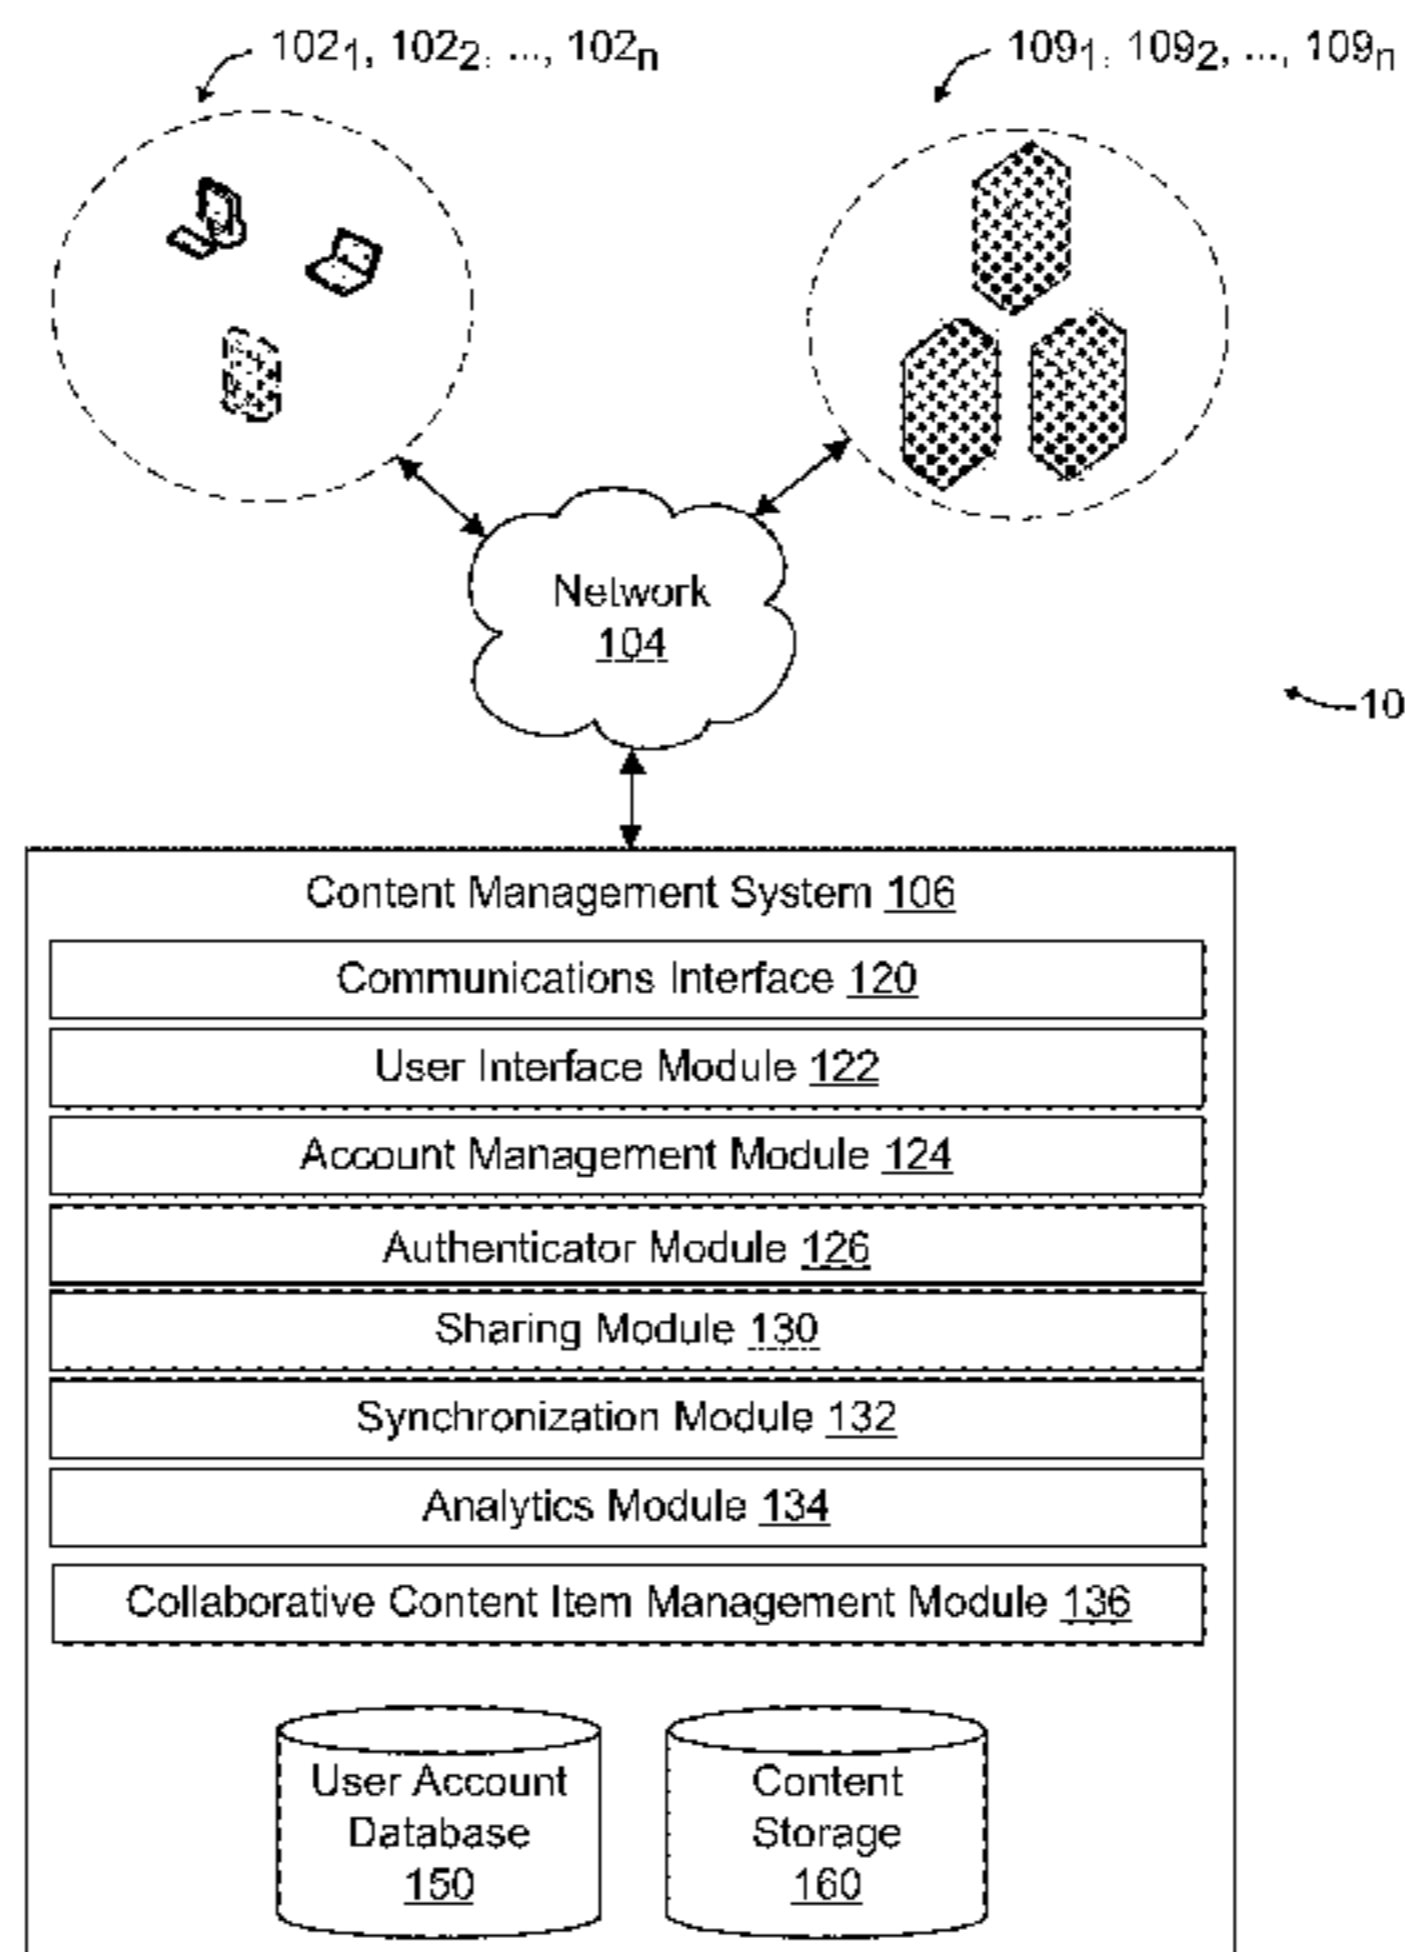 102₁, 102₂, ..., 102ₙ
109₁, 109₂, ..., 109ₙ
Network
104
10
Content Management System 106
Communications Interface 120
User Interface Module 122
Account Management Module 124
Authenticator Module 126
Sharing Module 130
Synchronization Module 132
Analytics Module 134
Collaborative Content Item Management Module 136
User Account
Database
150
Content
Storage
160